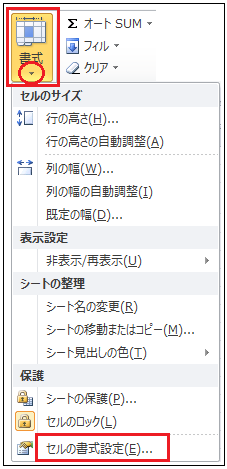 Σ オート SUM
フィル
クリア
書式
セルのサイズ
行の高さ(H)...
行の高さの自動調整(A)
列の幅(W)...
列の幅の自動調整(I)
既定の幅(D)...
表示設定
非表示/再表示(U)
シートの整理
シート名の変更(R)
シートの移動またはコピー(M)...
シート見出しの色(T)
保護
シートの保護(P)...
セルのロック(L)
セルの書式設定(E)...